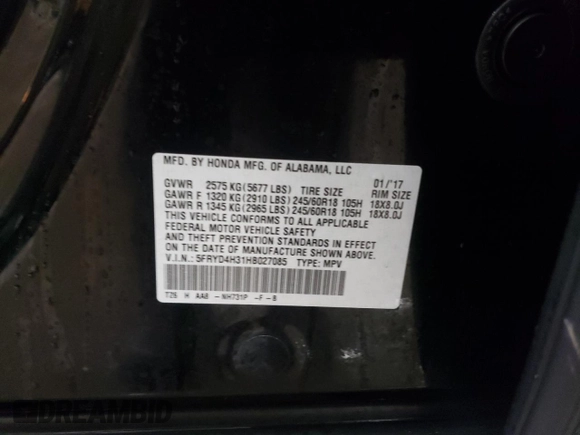 MFD. BY HONDA MFG. OF ALABAMA, LLC
GVWR 2575 KG(5677 LBS) TIRE SIZE 01/'17 RIM SIZE
GAWR F 1320 KG(2910 LBS)245/60R18 105H 18X8.0J
GAWR R 1345 KG(2965 LBS)245/60R18 105H 18X8.0J
THIS VEHICLE CONFORMS TO ALL APPLICABLE
FEDERAL MOTOR VEHICLE SAFETY
AND THEFT PREVENTION STANDARDS IN EFFECT
ON THE DATE OF MANUFACTURE SHOWN ABOVE.
V.I.N.: 5FRYD4H31HB027085 TYPE: MPV
TZ5 H AAB -NH731P -F-B
DREAMBID